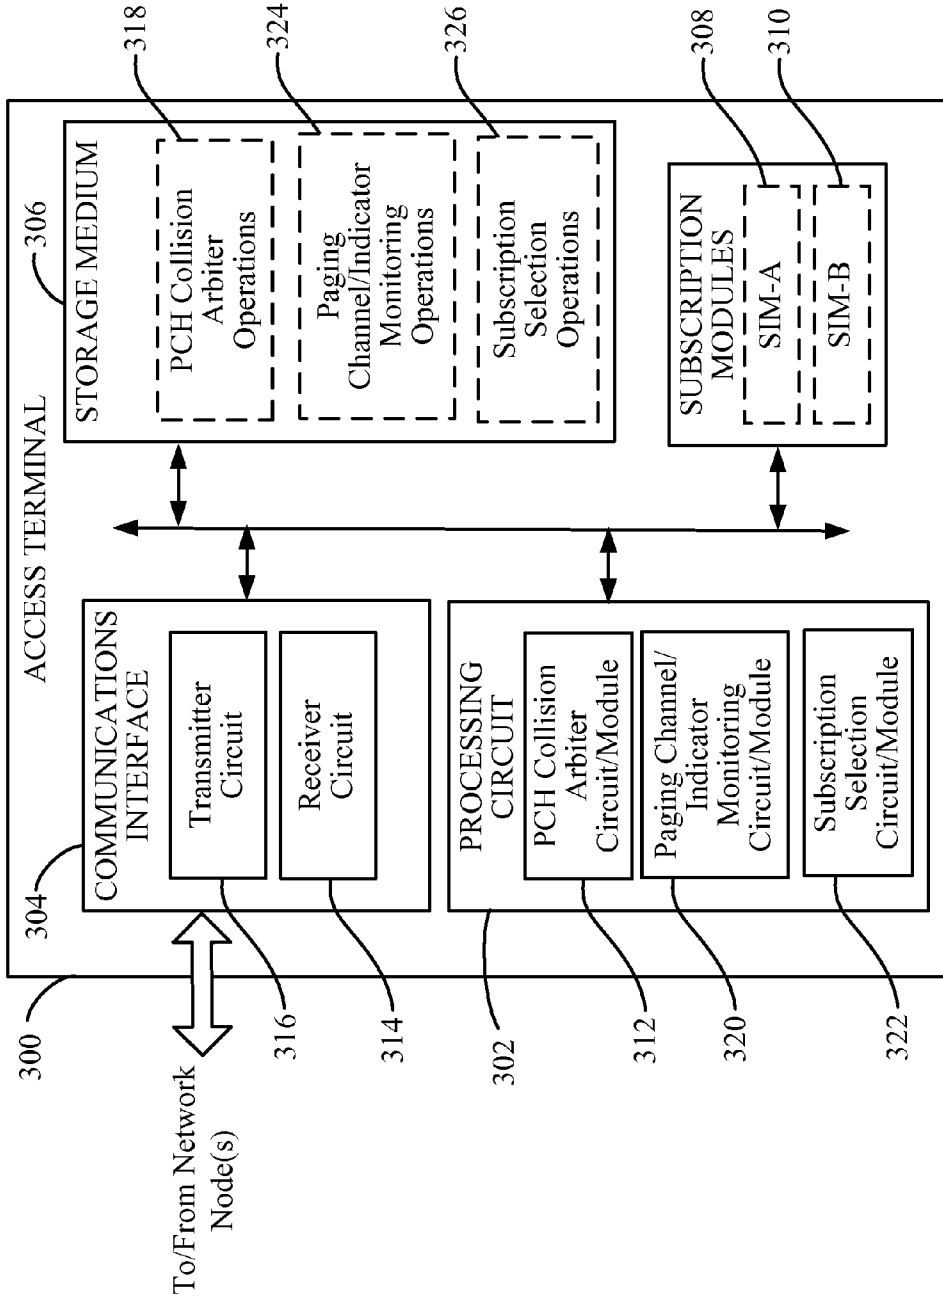 ACCESS TERMINAL
300
304
COMMUNICATIONS
INTERFACE
Transmitter
Circuit
Receiver
Circuit
316
314
To/From Network
Node(s)
306
STORAGE MEDIUM
PCH Collision
Arbiter
Operations
318
Paging
Channel/Indicator
Monitoring
Operations
324
Subscription
Selection
Operations
326
302
PROCESSING
CIRCUIT
PCH Collision
Arbiter
Circuit/Module
312
Paging Channel/
Indicator
Monitoring
Circuit/Module
320
Subscription
Selection
Circuit/Module
322
SUBSCRIPTION
MODULES
SIM-A
308
SIM-B
310